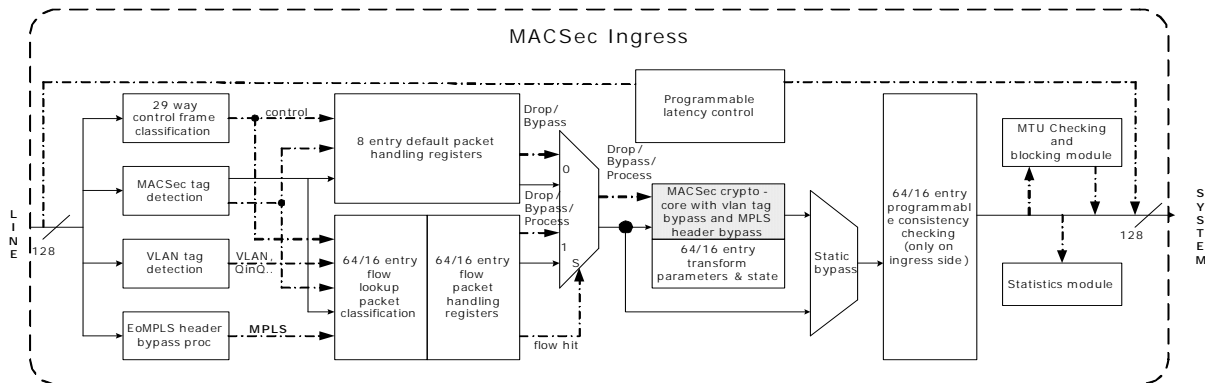 MACSec Ingress
29 way
control frame
classification
control
MACSec tag
detection
VLAN tag
detection
VLAN,
QinQ..
EoMPLS header
bypass proc
MPLS
L
I
N
E
128
8 entry default packet
handling registers
64/16 entry
flow
lookup
packet
classification
64/16 entry
flow
packet
handling
registers
Drop/
Bypass
0
Drop/
Bypass/
Process
1
S
flow hit
Drop/
Bypass/
Process
Programmable
latency control
MACSec crypto -
core with vlan tag
bypass and MPLS
header bypass
64/16 entry
transform
parameters & state
Static
bypass
64/16 entry
programmabl
e consistency
checking
(only on
ingress side )
MTU Checking
and
blocking module
Statistics module
128
S
Y
S
T
E
M